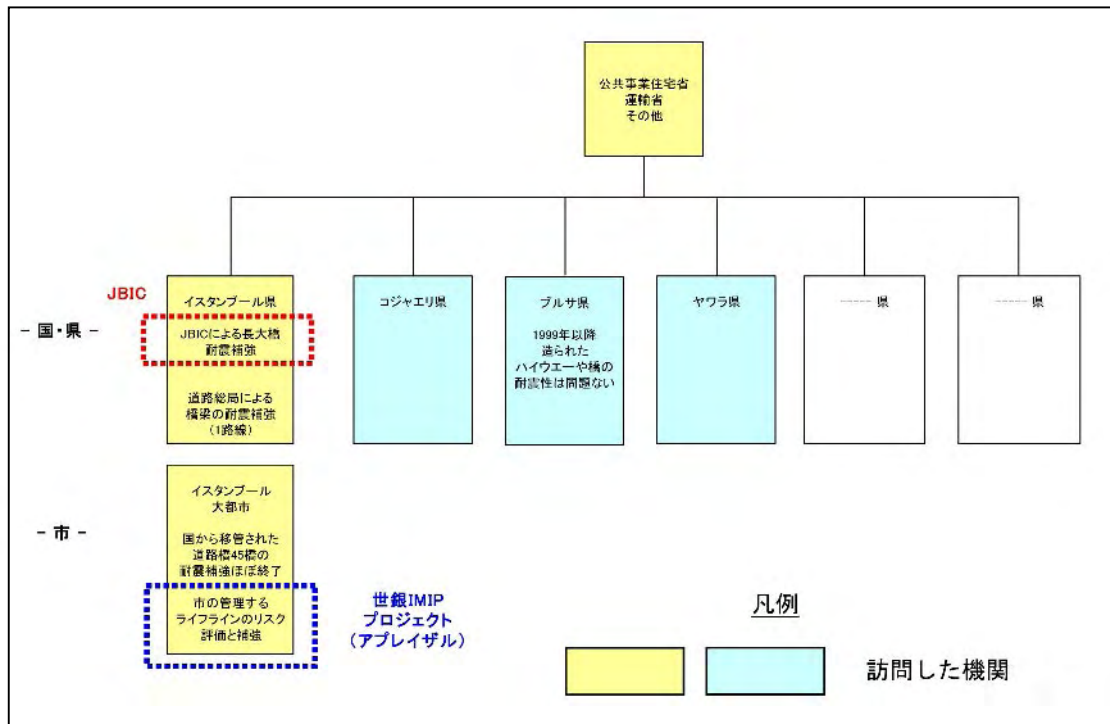 公共事業住宅省
運輸省
その他
JBIC
- 国・県 -
イスタンブール県
JBICによる長大橋
耐震補強
道路総局による
橋梁の耐震補強
(1路線)
コジャエリ県
ブルサ県
1999年以降
造られた
ハイウエーや橋の
耐震性は問題ない
ヤワラ県
----- 県
----- 県
- 市 -
イスタンブール
大都市
国から移管された
道路橋45橋の
耐震補強ほぼ終了
市の管理する
ライフラインのリスク
評価と補強
世銀IMIP
プロジェクト
(アプレイザル)
凡例
訪問した機関